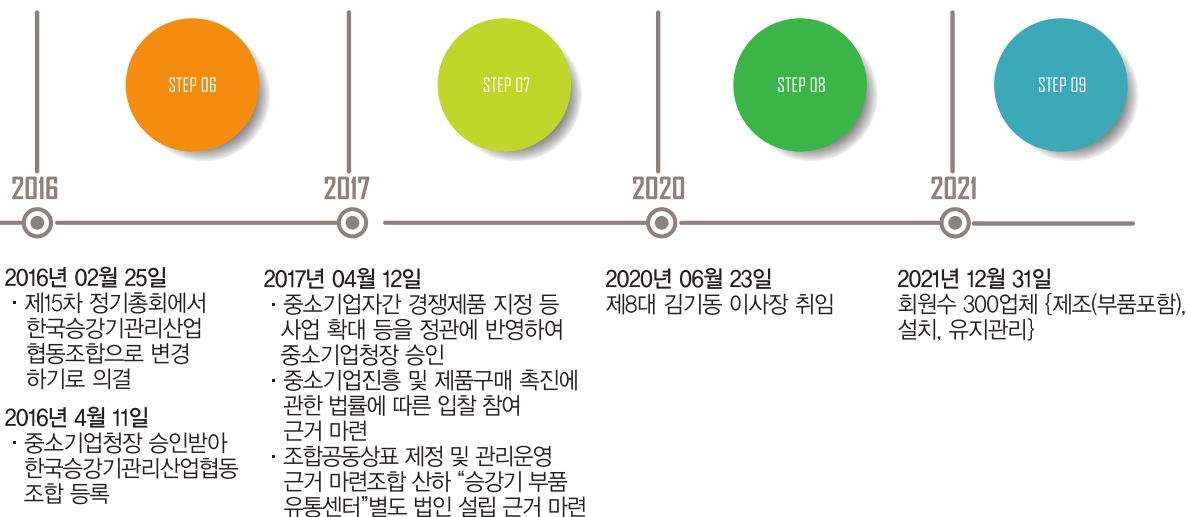 STEP 06
STEP 07
STEP 08
STEP 09
2016
2017
2020
2021
2016년 02월 25일
· 제15차 정기총회에서
한국승강기관리산업
협동조합으로 변경
하기로 의결
2016년 4월 11일
· 중소기업청장 승인받아
한국승강기관리산업협동
조합 등록
2017년 04월 12일
· 중소기업자간 경쟁제품 지정 등
사업 확대 등을 정관에 반영하여
중소기업청장 승인
· 중소기업진흥 및 제품구매 촉진에
관한 법률에 따른 입찰 참여
근거 마련
· 조합공동상표 제정 및 관리운영
근거 마련조합 산하 “승강기 부품
유통센터”별도 법인 설립 근거 마련
2020년 06월 23일
제8대 김기동 이사장 취임
2021년 12월 31일
회원수 300업체 {제조(부품포함),
설치, 유지관리}